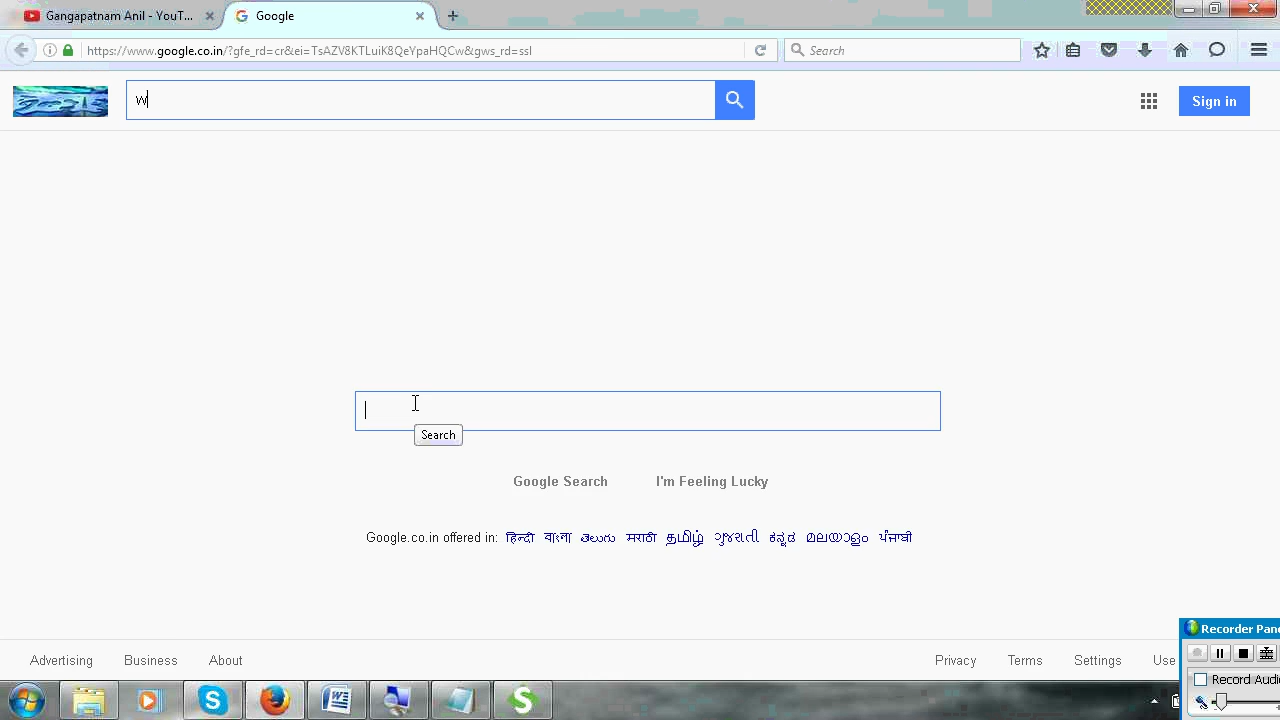 Gangapatnam Anil - YouT...
Google
https://www.google.co.in/?gfe_rd=cr&ei=TsAZV8KTLuiK8QeYpaHQCw&gws_rd=ssl
Search
w
Sign in
Search
Google Search I'm Feeling Lucky
Google.co.in offered in: हिन्दी বাংলা తెలుగు मराठी தமிழ் ગુજરાતી ಕನ್ನಡ മലയാളം ਪੰਜਾਬੀ
Advertising Business About
Privacy Terms Settings Use
Recorder Pane
Record Audio